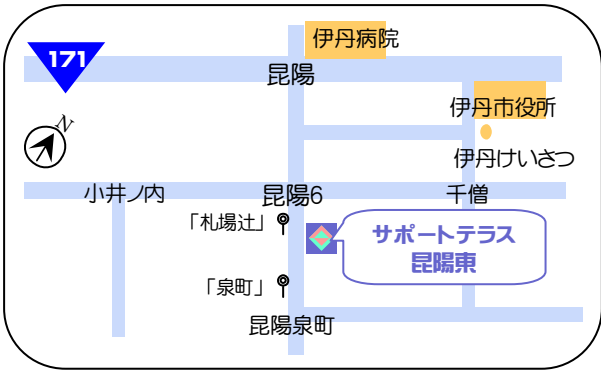 伊丹病院
171
昆陽
伊丹市役所
N
伊丹けいさつ
小井ノ内
昆陽6
千僧
「札場辻」
サポートテラス
昆陽東
「泉町」
昆陽泉町